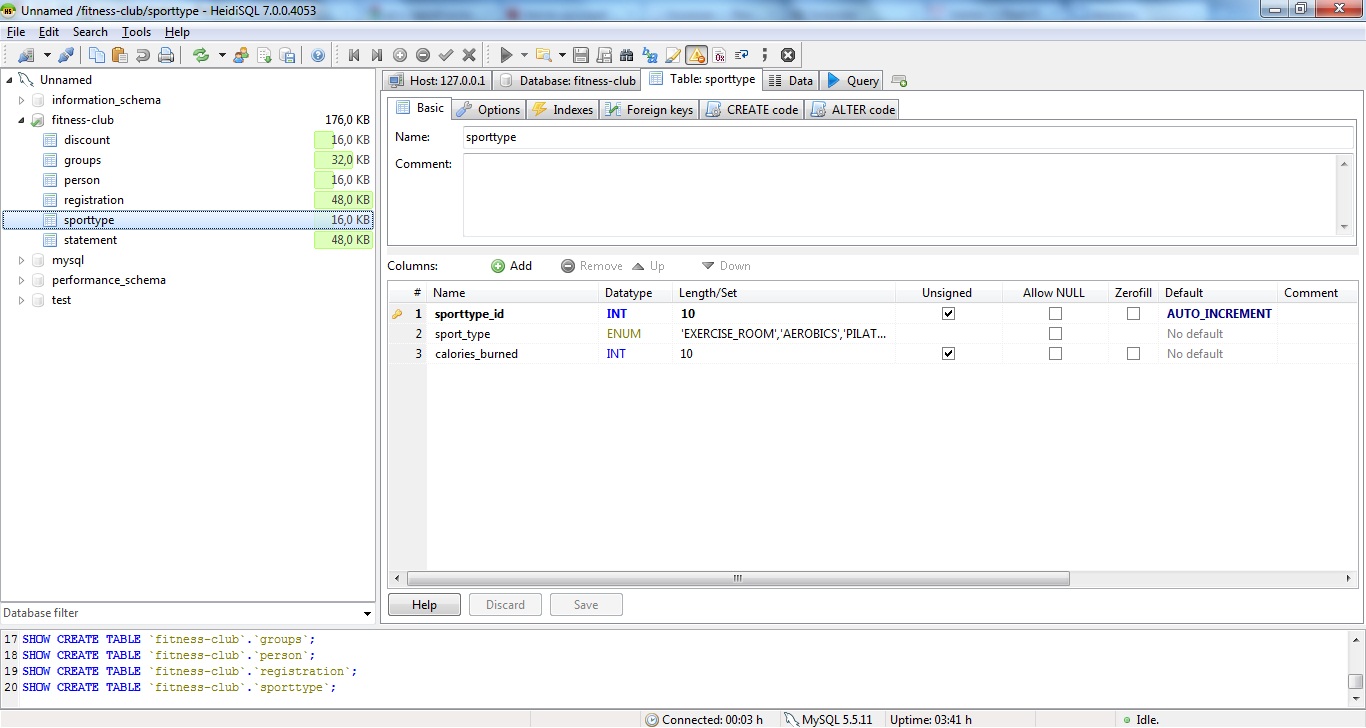 Unnamed /fitness-club/sporttype - HeidiSQL 7.0.0.4053
File Edit Search Tools Help
Unnamed
information_schema
fitness-club 176,0 KB
discount 16,0 KB
groups 32,0 KB
person 16,0 KB
registration 48,0 KB
sporttype 16,0 KB
statement 48,0 KB
mysql
performance_schema
test
Database filter
Host: 127.0.0.1 Database: fitness-club Table: sporttype Data Query
Basic Options Indexes Foreign keys CREATE code ALTER code
Name: sporttype
Comment:
Columns: Add Remove Up Down
# Name Datatype Length/Set Unsigned Allow NULL Zerofill Default Comment
1 sporttype_id INT 10 AUTO_INCREMENT
2 sport_type ENUM 'EXERCISE_ROOM','AEROBICS','PILAT... No default
3 calories_burned INT 10 No default
Help Discard Save
17 SHOW CREATE TABLE `fitness-club`.`groups`;
18 SHOW CREATE TABLE `fitness-club`.`person`;
19 SHOW CREATE TABLE `fitness-club`.`registration`;
20 SHOW CREATE TABLE `fitness-club`.`sporttype`;
Connected: 00:03 h MySQL 5.5.11 Uptime: 03:41 h Idle.